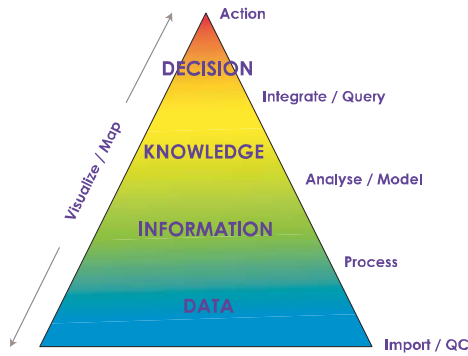 Action
DECISION
Integrate / Query
Visualize / Map
KNOWLEDGE
Analyse / Model
INFORMATION
Process
DATA
Import / QC